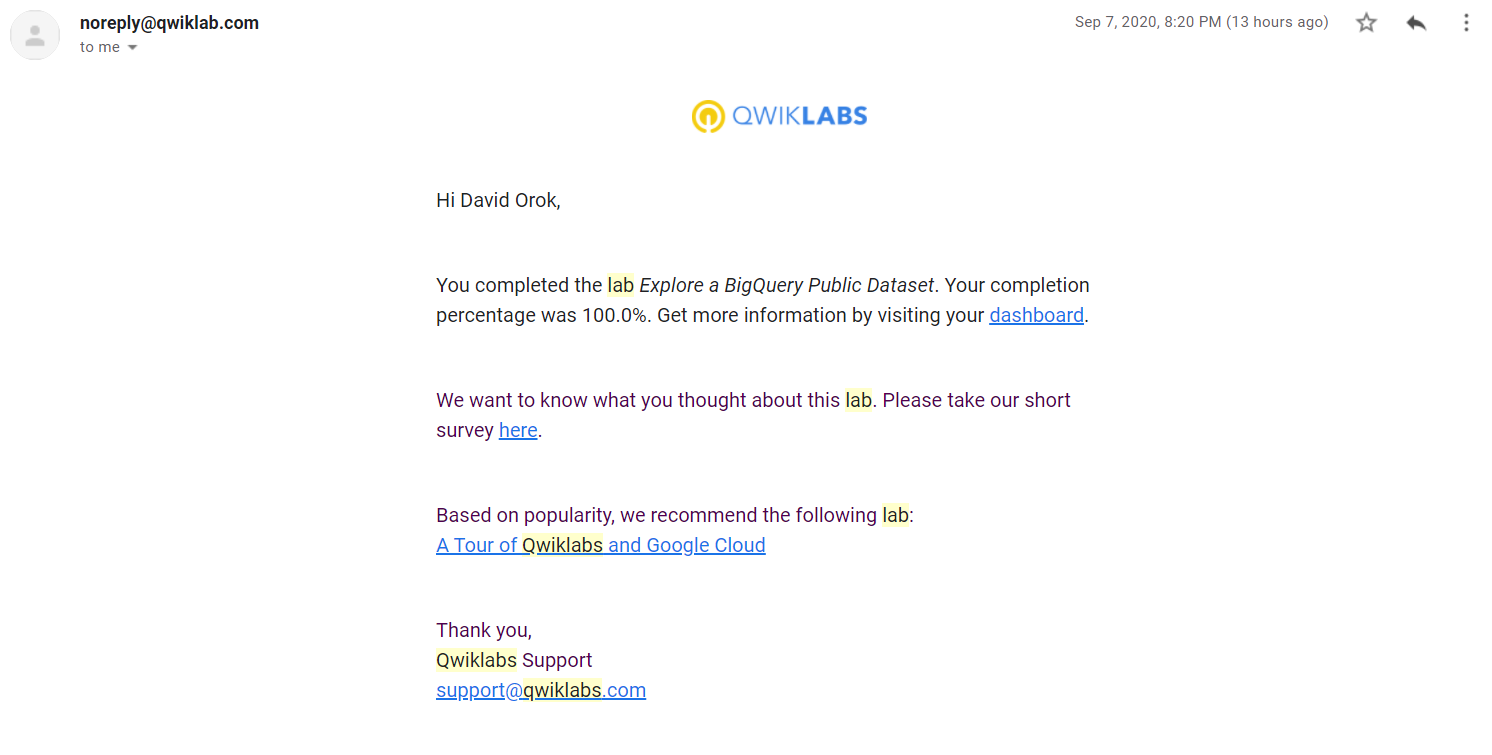 noreply@qwiklab.com
Sep 7, 2020, 8:20 PM (13 hours ago)
to me
QWIKLABS
Hi David Orok,
You completed the lab Explore a BigQuery Public Dataset. Your completion
percentage was 100.0%. Get more information by visiting your dashboard.
We want to know what you thought about this lab. Please take our short
survey here.
Based on popularity, we recommend the following lab:
A Tour of Qwiklabs and Google Cloud
Thank you,
Qwiklabs Support
support@qwiklabs.com